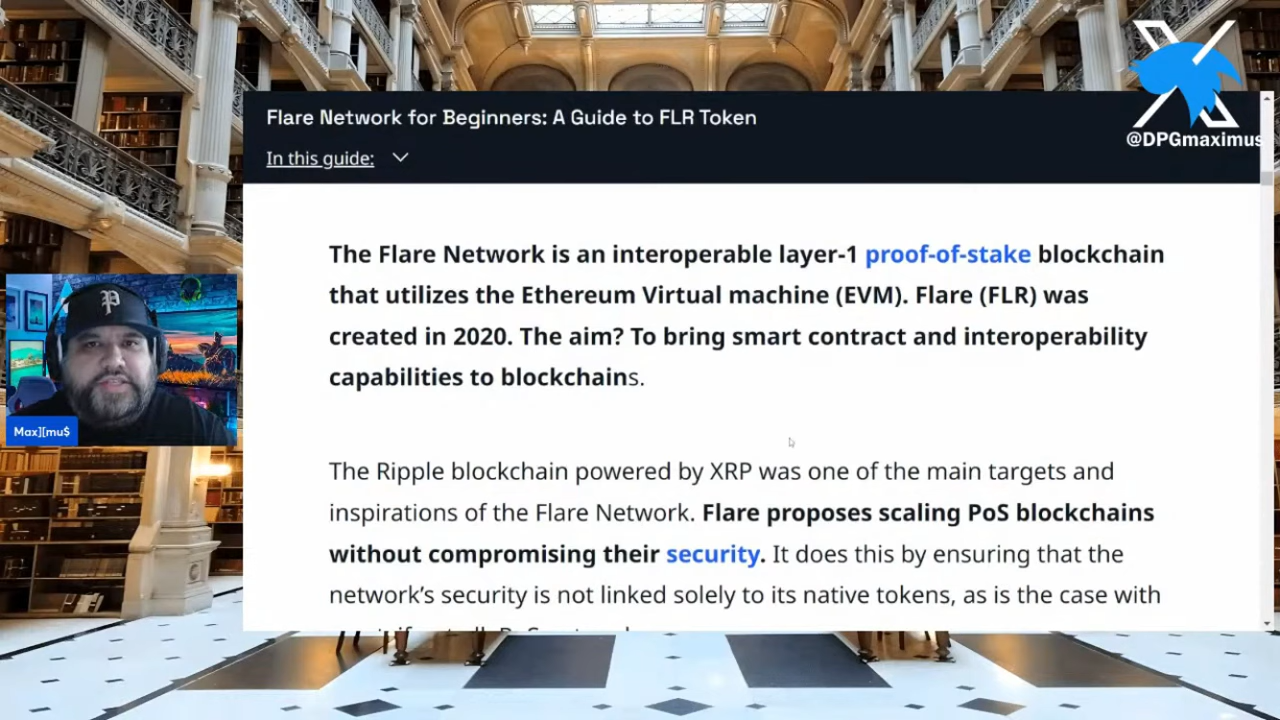 Flare Network for Beginners: A Guide to FLR Token
In this guide:
@DPGmaximus
The Flare Network is an interoperable layer-1 proof-of-stake blockchain
that utilizes the Ethereum Virtual machine (EVM). Flare (FLR) was
created in 2020. The aim? To bring smart contract and interoperability
capabilities to blockchains.
The Ripple blockchain powered by XRP was one of the main targets and
inspirations of the Flare Network. Flare proposes scaling PoS blockchains
without compromising their security. It does this by ensuring that the
network's security is not linked solely to its native tokens, as is the case with
P
Max][mu$